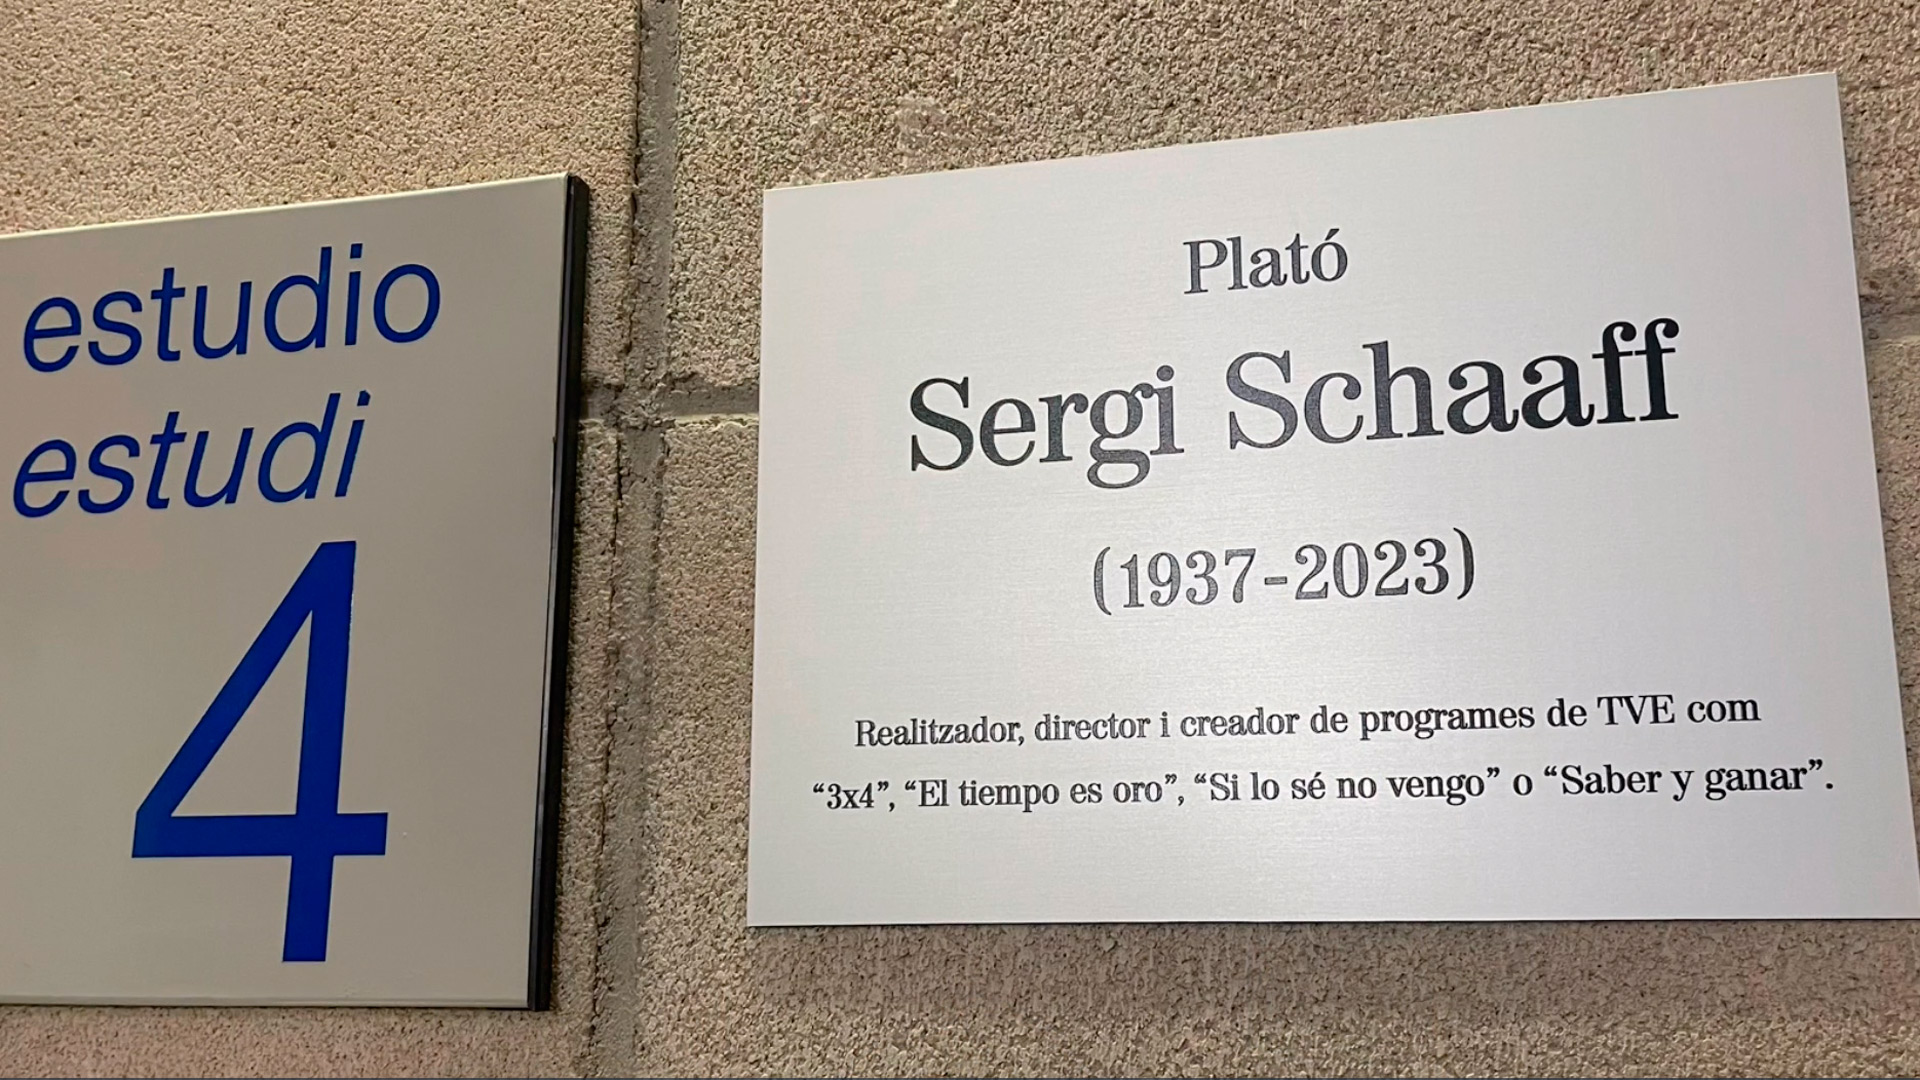 estudio
estudi
4
Plató
Sergi Schaaff
(1937-2023)
Realitzador, director i creador de programes de TVE com
“3x4”, “El tiempo es oro”, “Si lo sé no vengo” o “Saber y ganar”.